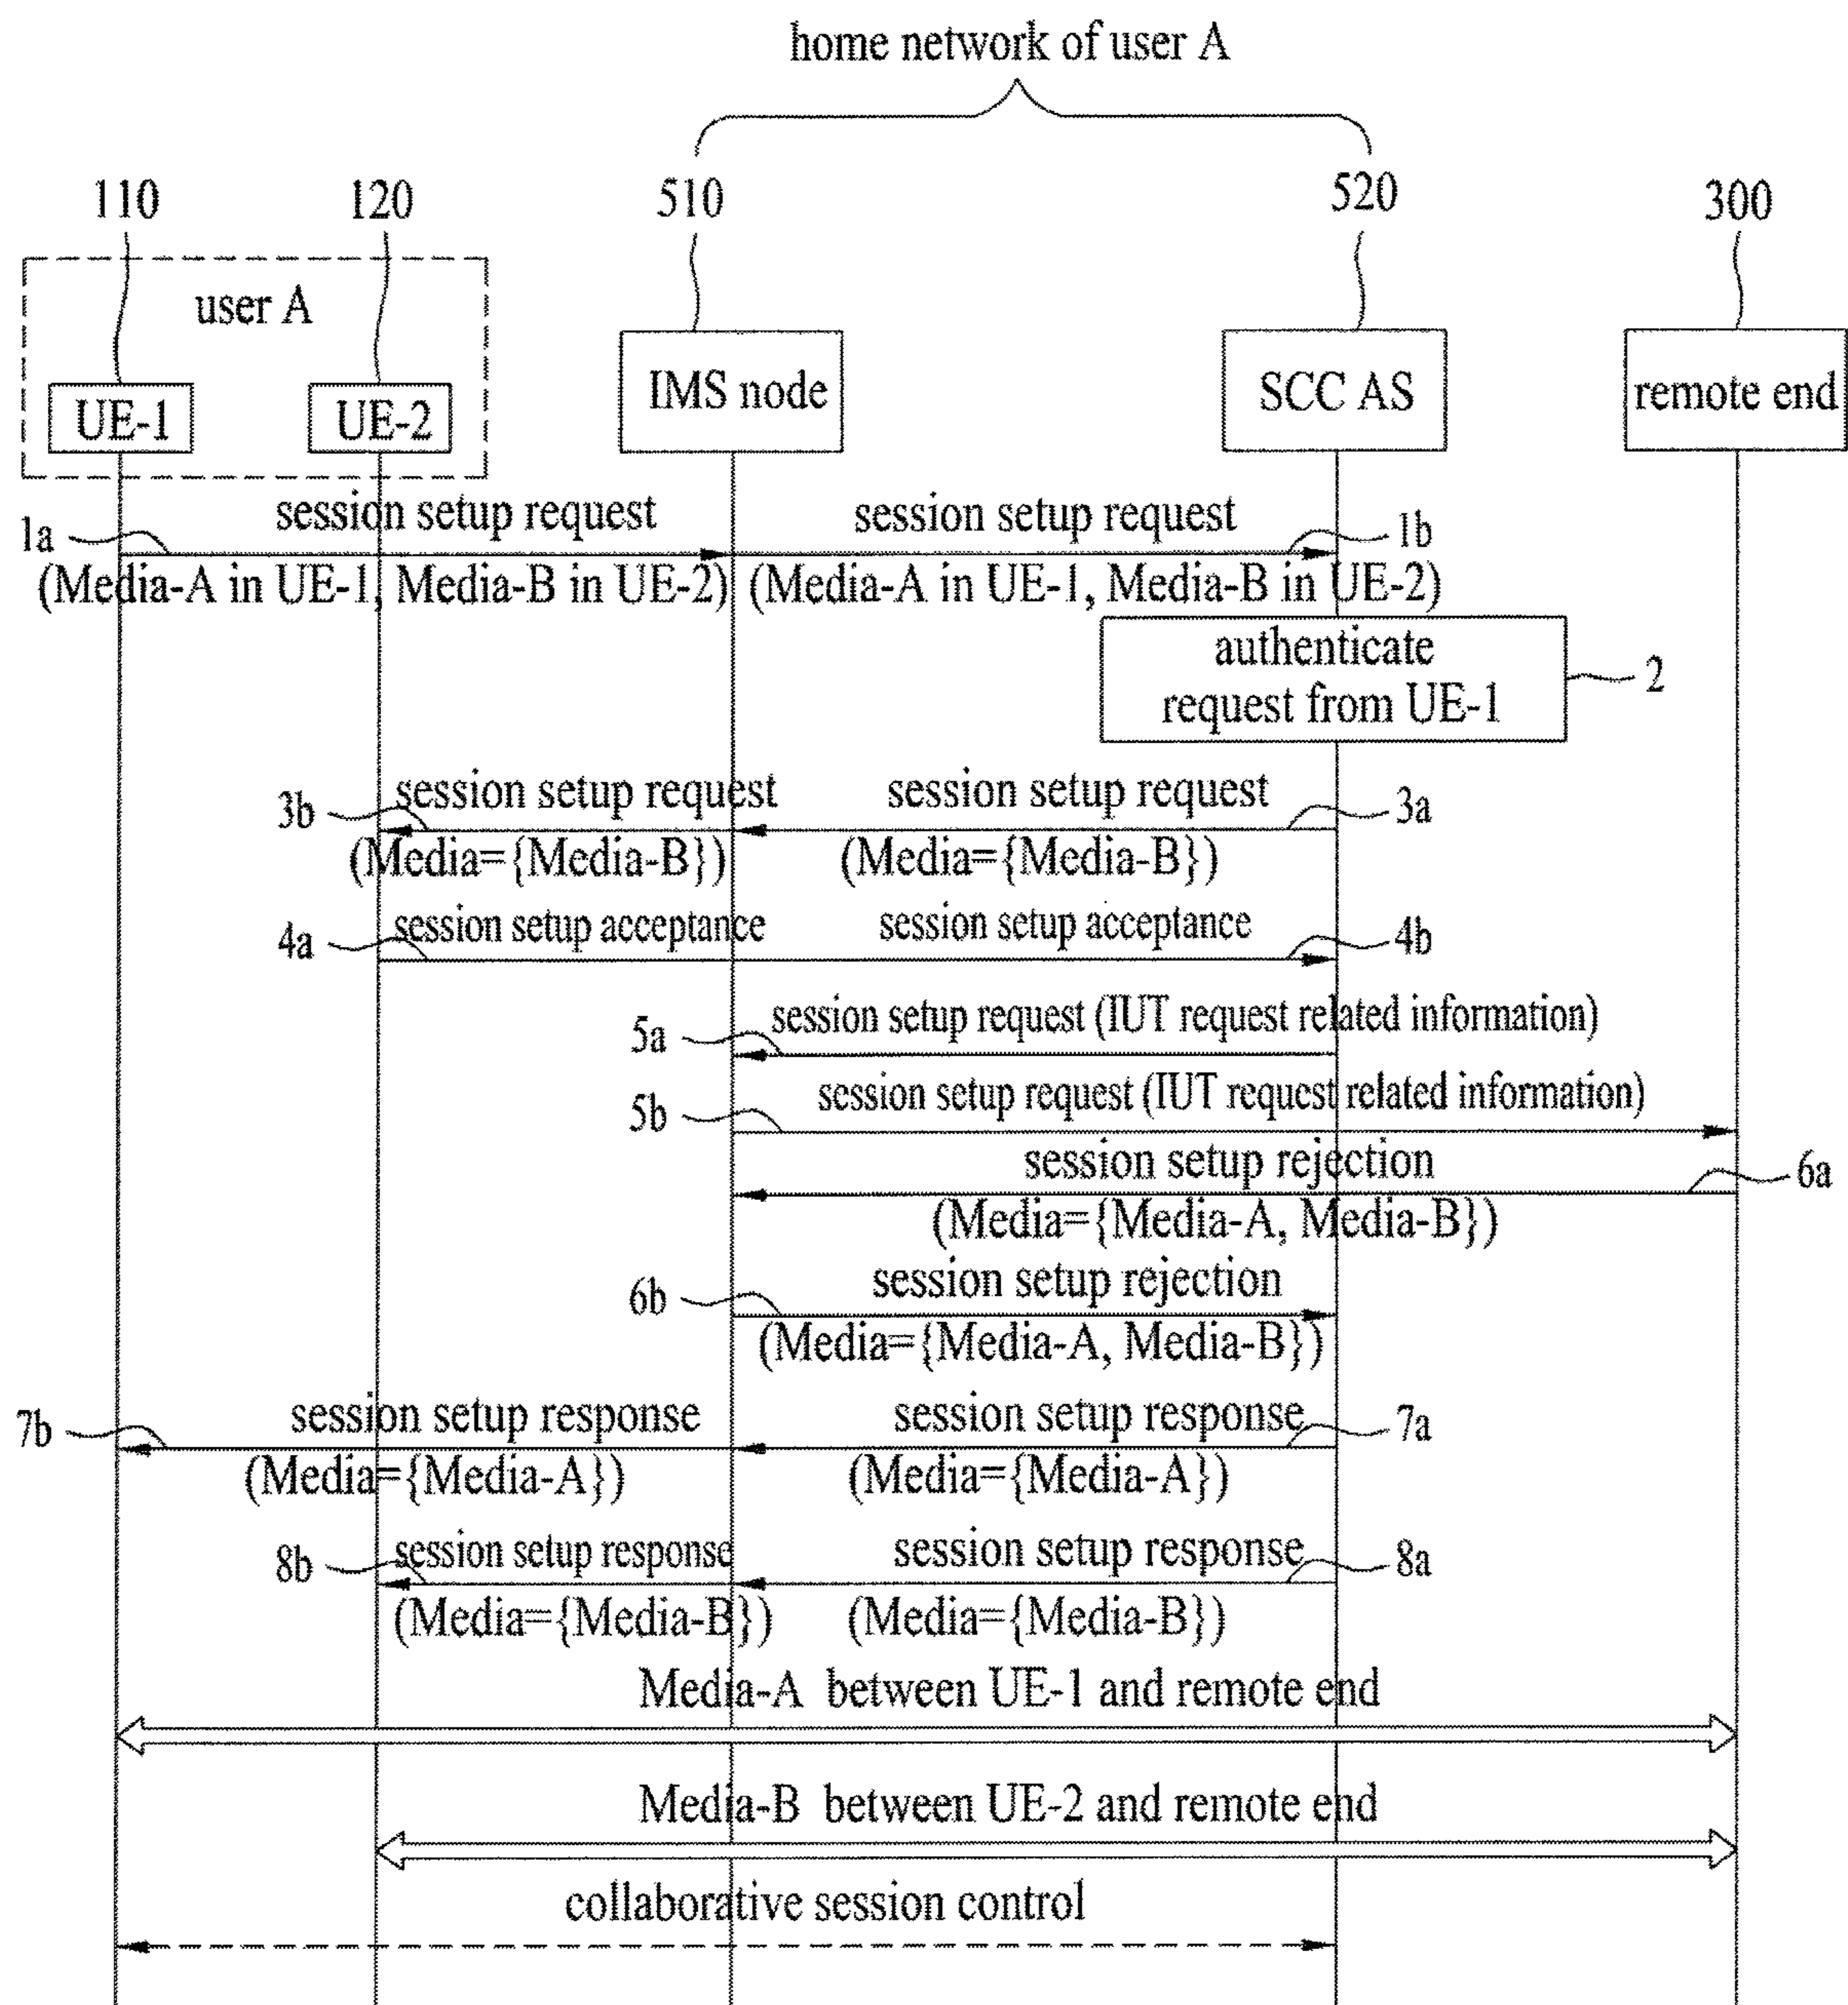 home network of user A
110
120
510
520
300
user A
UE-1
UE-2
IMS node
SCC AS
remote end
1a
session setup request
(Media-A in UE-1, Media-B in UE-2)
session setup request
1b
(Media-A in UE-1, Media-B in UE-2)
authenticate
request from UE-1
2
3b
session setup request
(Media={Media-B})
session setup request
3a
(Media={Media-B})
4a
session setup acceptance
session setup acceptance
4b
5a
session setup request (IUT request related information)
5b
session setup request (IUT request related information)
session setup rejection
6a
(Media={Media-A, Media-B})
6b
session setup rejection
(Media={Media-A, Media-B})
7b
session setup response
(Media={Media-A})
session setup response
7a
(Media={Media-A})
8b
session setup response
(Media={Media-B})
session setup response
8a
(Media={Media-B})
Media-A between UE-1 and remote end
Media-B between UE-2 and remote end
collaborative session control